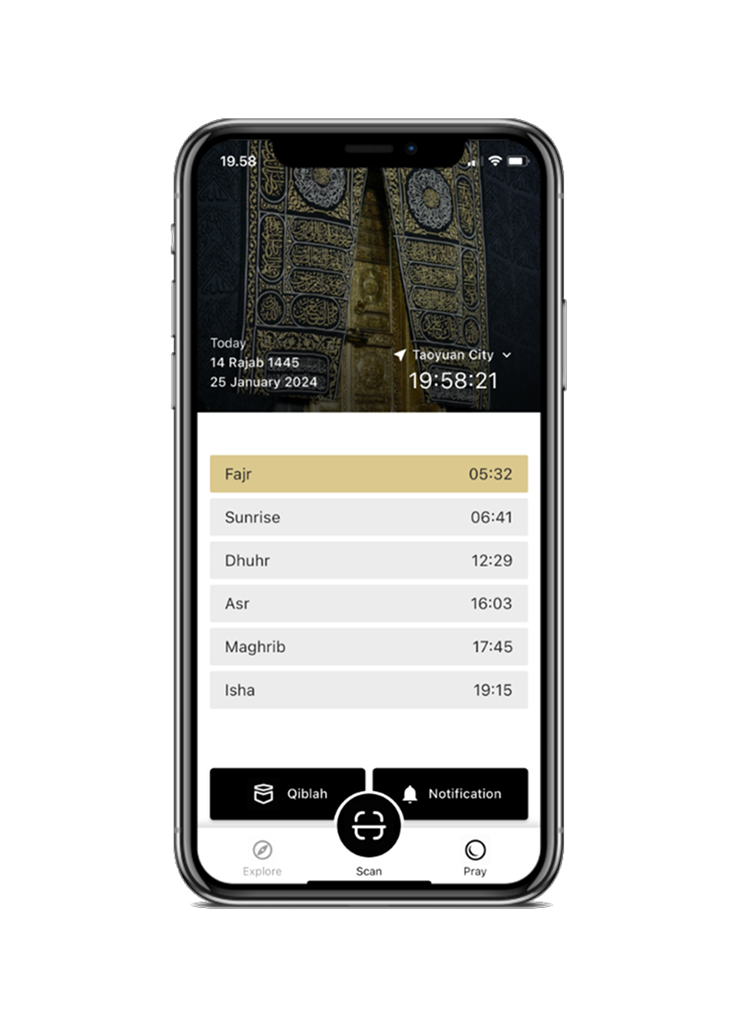 19.58
Today
14 Rajab 1445
25 January 2024
Taoyuan City
19:58:21
Fajr 05:32
Sunrise 06:41
Dhuhr 12:29
Asr 16:03
Maghrib 17:45
Isha 19:15
Qiblah
Notification
Explore
Scan
Pray